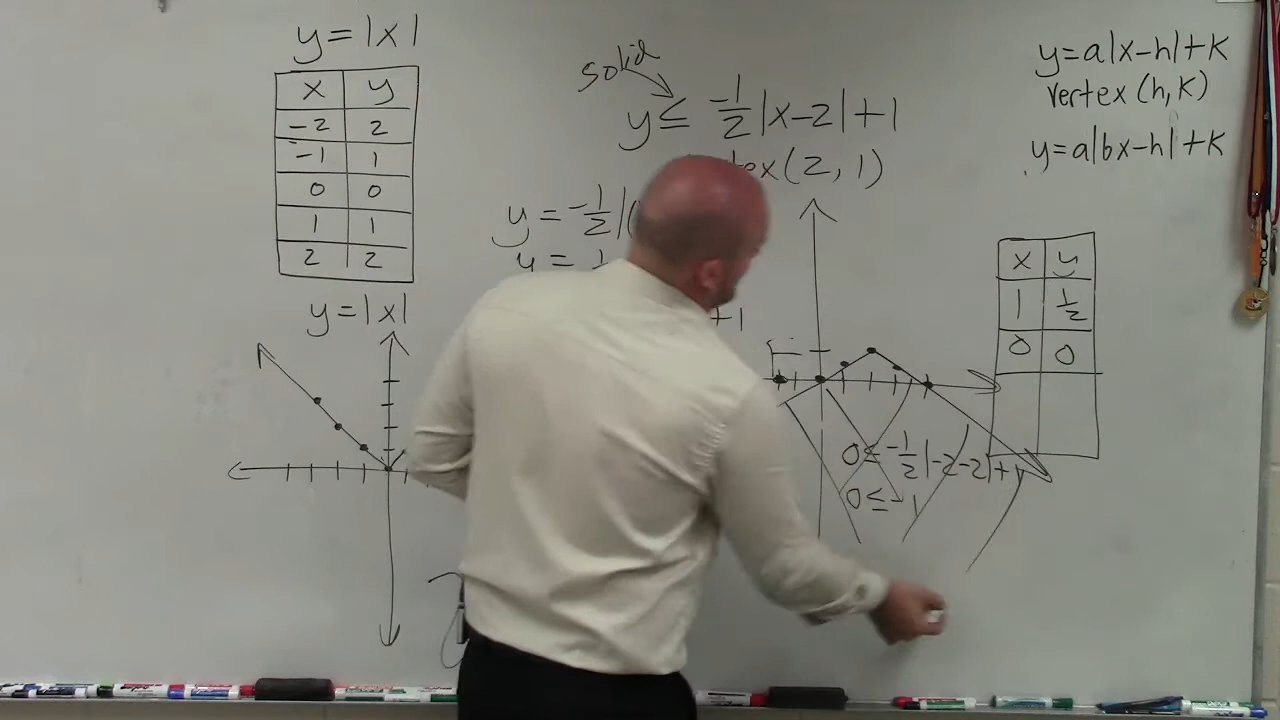 y=|x|
x y
-2 2
-1 1
0 0
1 1
2 2
y=|x|
solid
y≤ -1/2|x-2|+1
(2,1)
y=-1/2|(
y=
+1
0≤-1/2|-2-2|+1
0≤-1
y=a|x-h|+k
vertex(h,k)
y=a|bx-h|+k
x y
1 1/2
0 0